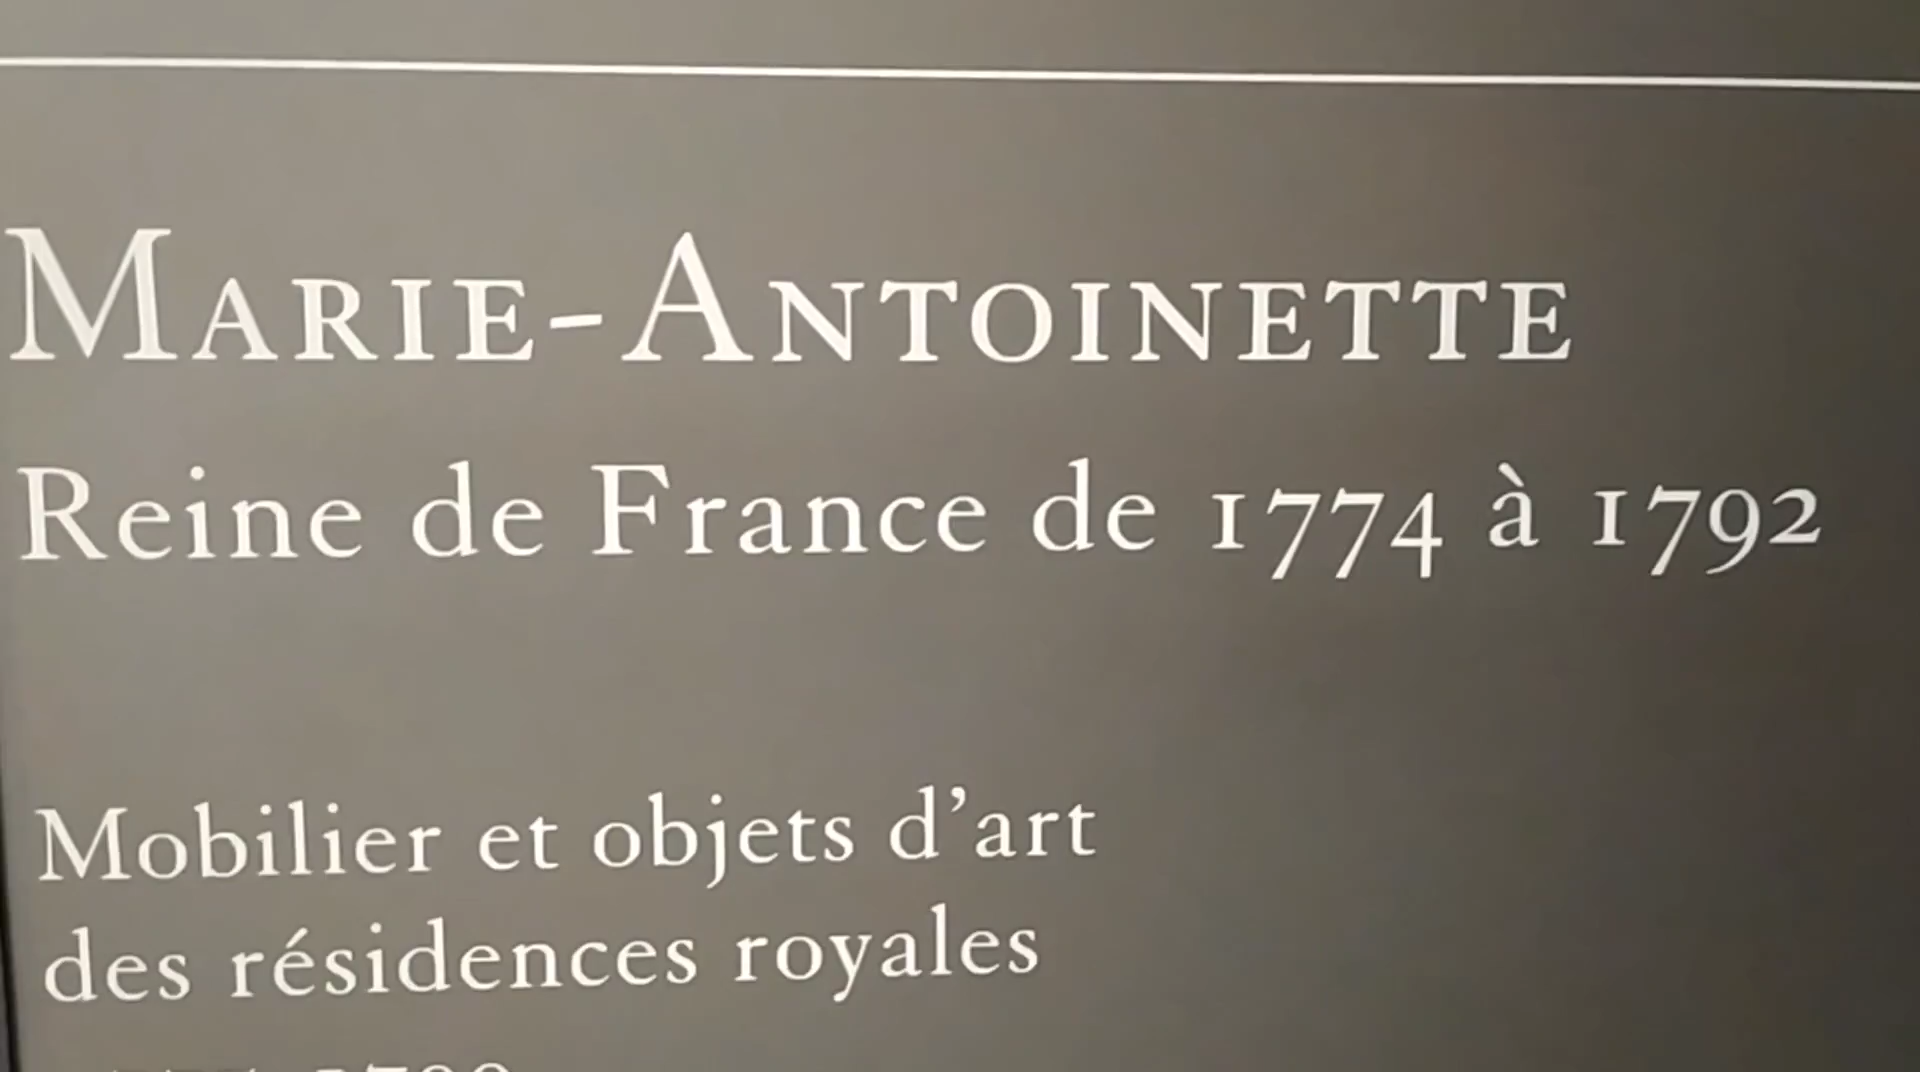 MARIE-ANTOINETTE
Reine de France de 1774 à 1792
Mobilier et objets d’art
des résidences royales